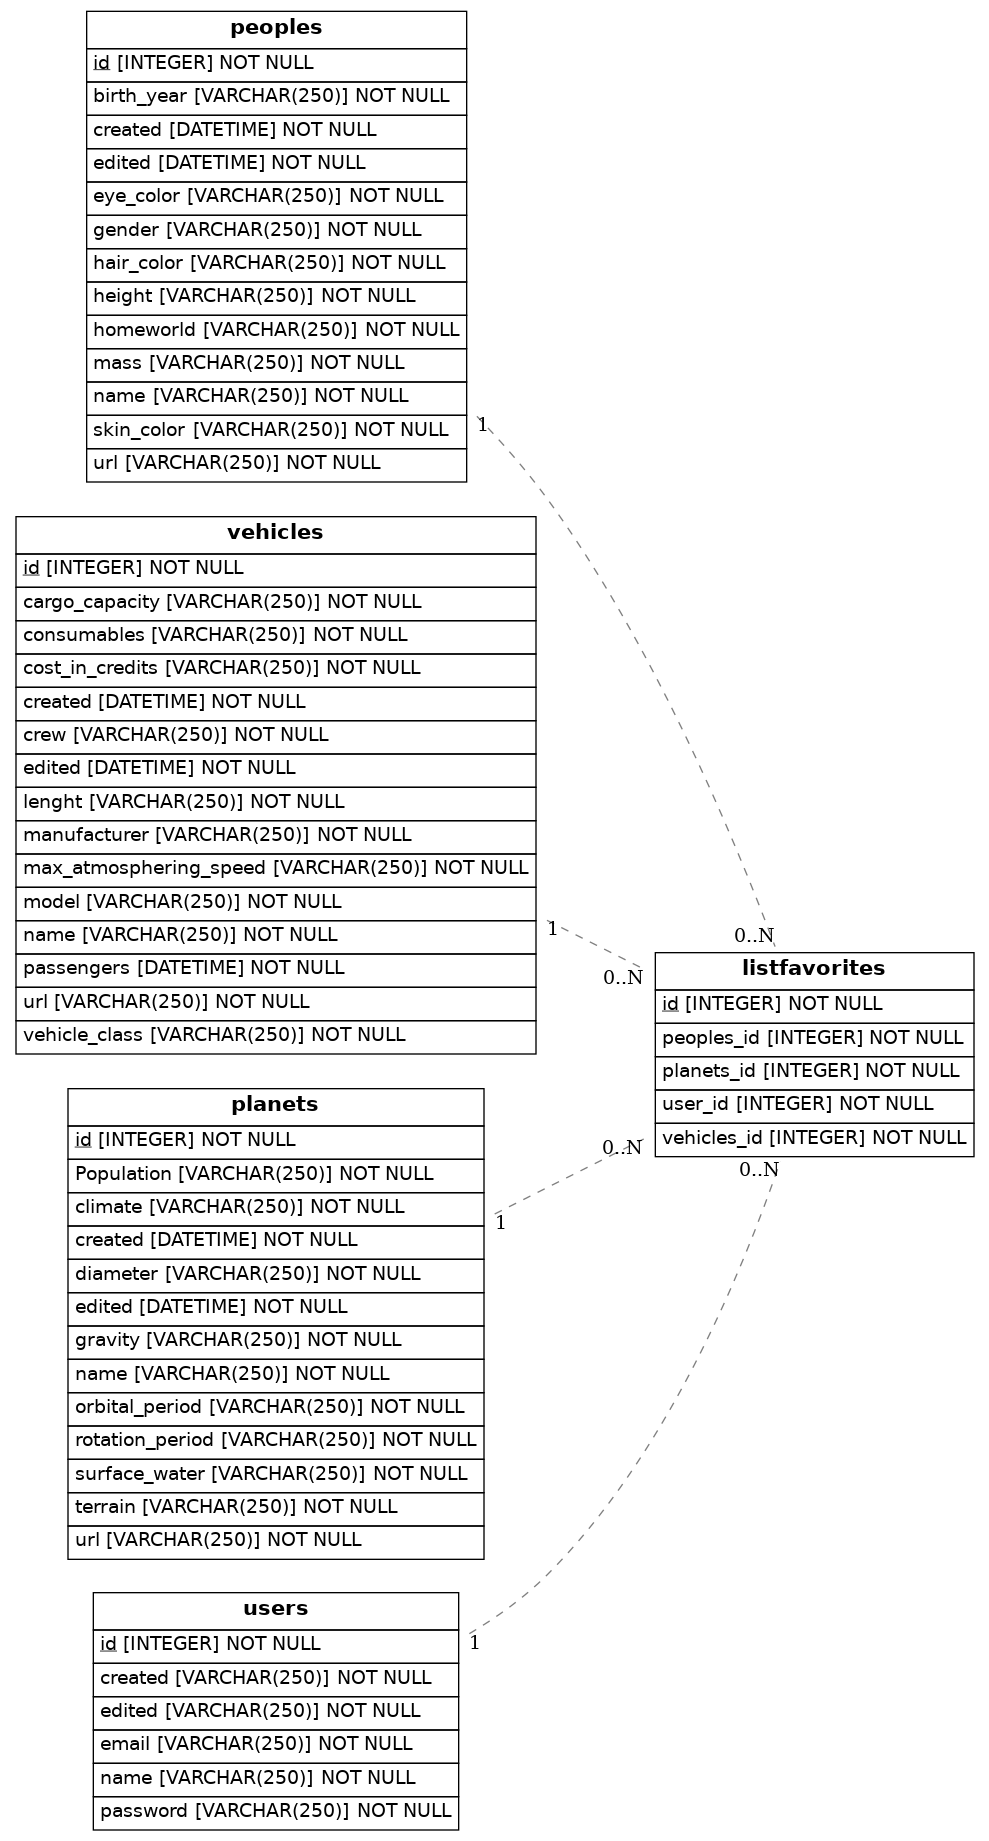 peoples
id [INTEGER] NOT NULL
birth_year [VARCHAR(250)] NOT NULL
created [DATETIME] NOT NULL
edited [DATETIME] NOT NULL
eye_color [VARCHAR(250)] NOT NULL
gender [VARCHAR(250)] NOT NULL
hair_color [VARCHAR(250)] NOT NULL
height [VARCHAR(250)] NOT NULL
homeworld [VARCHAR(250)] NOT NULL
mass [VARCHAR(250)] NOT NULL
name [VARCHAR(250)] NOT NULL
skin_color [VARCHAR(250)] NOT NULL
url [VARCHAR(250)] NOT NULL
1
vehicles
id [INTEGER] NOT NULL
cargo_capacity [VARCHAR(250)] NOT NULL
consumables [VARCHAR(250)] NOT NULL
cost_in_credits [VARCHAR(250)] NOT NULL
created [DATETIME] NOT NULL
crew [VARCHAR(250)] NOT NULL
edited [DATETIME] NOT NULL
lenght [VARCHAR(250)] NOT NULL
manufacturer [VARCHAR(250)] NOT NULL
max_atmosphering_speed [VARCHAR(250)] NOT NULL
model [VARCHAR(250)] NOT NULL
name [VARCHAR(250)] NOT NULL
passengers [DATETIME] NOT NULL
url [VARCHAR(250)] NOT NULL
vehicle_class [VARCHAR(250)] NOT NULL
1
0..N
0..N
listfavorites
id [INTEGER] NOT NULL
peoples_id [INTEGER] NOT NULL
planets_id [INTEGER] NOT NULL
user_id [INTEGER] NOT NULL
vehicles_id [INTEGER] NOT NULL
0..N
0..N
planets
id [INTEGER] NOT NULL
Population [VARCHAR(250)] NOT NULL
climate [VARCHAR(250)] NOT NULL
created [DATETIME] NOT NULL
diameter [VARCHAR(250)] NOT NULL
edited [DATETIME] NOT NULL
gravity [VARCHAR(250)] NOT NULL
name [VARCHAR(250)] NOT NULL
orbital_period [VARCHAR(250)] NOT NULL
rotation_period [VARCHAR(250)] NOT NULL
surface_water [VARCHAR(250)] NOT NULL
terrain [VARCHAR(250)] NOT NULL
url [VARCHAR(250)] NOT NULL
1
users
id [INTEGER] NOT NULL
created [VARCHAR(250)] NOT NULL
edited [VARCHAR(250)] NOT NULL
email [VARCHAR(250)] NOT NULL
name [VARCHAR(250)] NOT NULL
password [VARCHAR(250)] NOT NULL
1